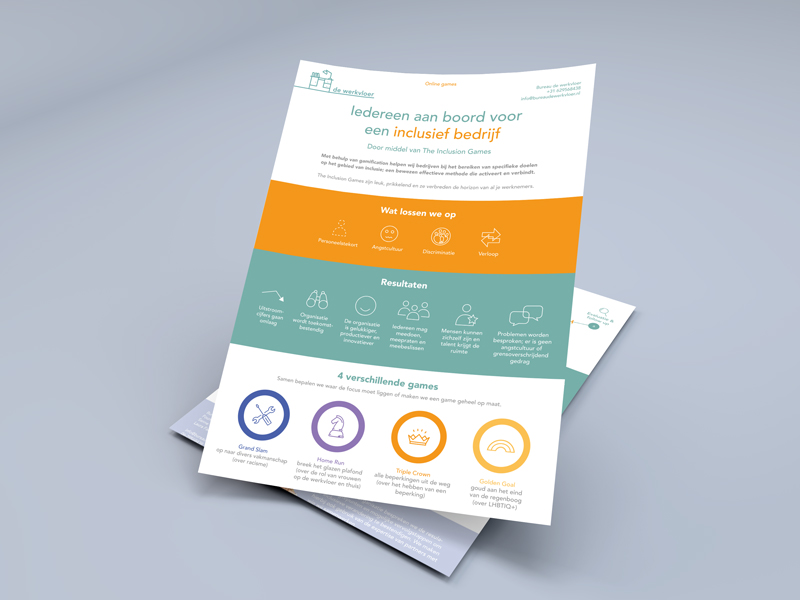 de werkvloer
Online games
Bureau de werkvloer
info@bureaudewerkvloer.nl
Iedereen aan boord voor
een inclusief bedrijf
Door middel van The Inclusion Games
Met behulp van gamification helpen wij bedrijven bij het bereiken van specifieke doelen
op het gebied van inclusie: een bewezen effectieve methode die activeert en verbindt.
The Inclusion Games zijn leuk, prikkelend en ze verbreden de horizon van al je werknemers.
Wat lossen we op
Personeelstekort
Angstcultuur
Discriminatie
Verloop
Resultaten
Uitstroom-
cijfers gaan
omlaag
Organisatie
wordt toekomst-
bestendig
De organisatie
is gelukkiger,
productiever en
innovatiever
Iedereen mag
meedoen,
meepraten en
meebeslissen
Mensen kunnen
zichzelf zijn en
talent krijgt de
ruimte
Problemen worden
besproken; er is geen
angstcultuur of
grensoverschrijdend
gedrag
4 verschillende games
Samen bepalen we waar de focus moet liggen of maken we een game geheel op maat.
Grand Slam
op naar divers vakmanschap
(over racisme)
Home Run
breek het glazen plafond
(over de rol van vrouwen
op de werkvloer en thuis)
Triple Crown
alle beperkingen uit de weg
(over het hebben van een
beperking)
Golden Goal
goud aan het eind
van de regenboog
(over LHBTIQ+)
Evaluatie &
follow-up